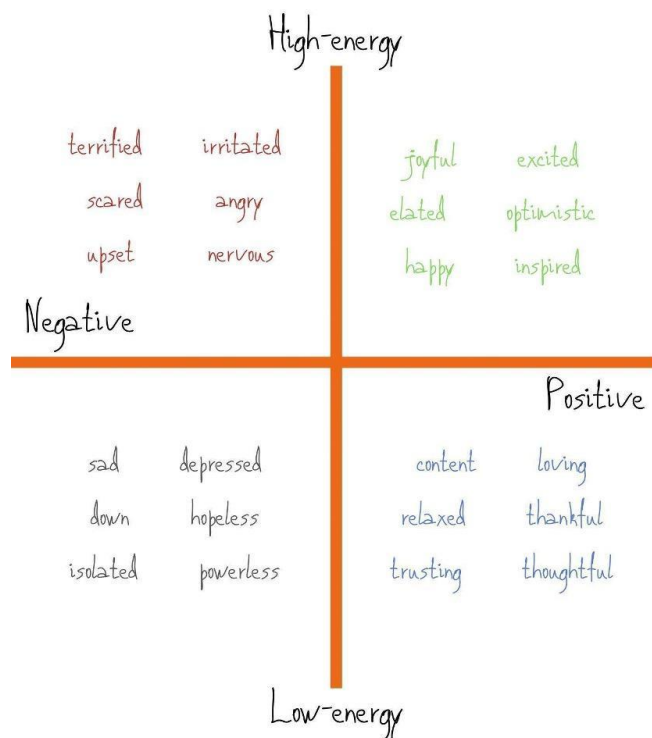 High-energy
terrified irritated
joyful excited
scared angry
elated optimistic
upset nervous
happy inspired
Negative
Positive
sad depressed
content loving
down hopeless
relaxed thankful
isolated powerless
trusting thoughtful
Low-energy